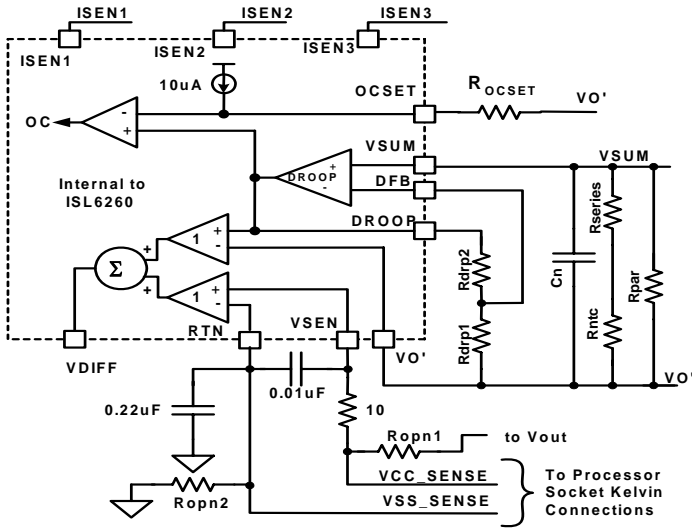 ISEN1 ISEN2 ISEN3
ISEN1 ISEN2 ISEN3
10uA
OCSET
R OCSET
VO'
OC
-
+
VSUM
VSUM
DROOP
+
-
DFB
Internal to
ISL6260
DROOP
Rseries
Cn
Rpar
Rdrp2
Rntc
Rdrp1
1
+
-
Σ
+
+
1
+
-
RTN
VSEN
VO'
VO'
VDIFF
0.01uF
0.22uF
10
Ropn1
to Vout
Ropn2
VCC_SENSE
VSS_SENSE
To Processor
Socket Kelvin
Connections